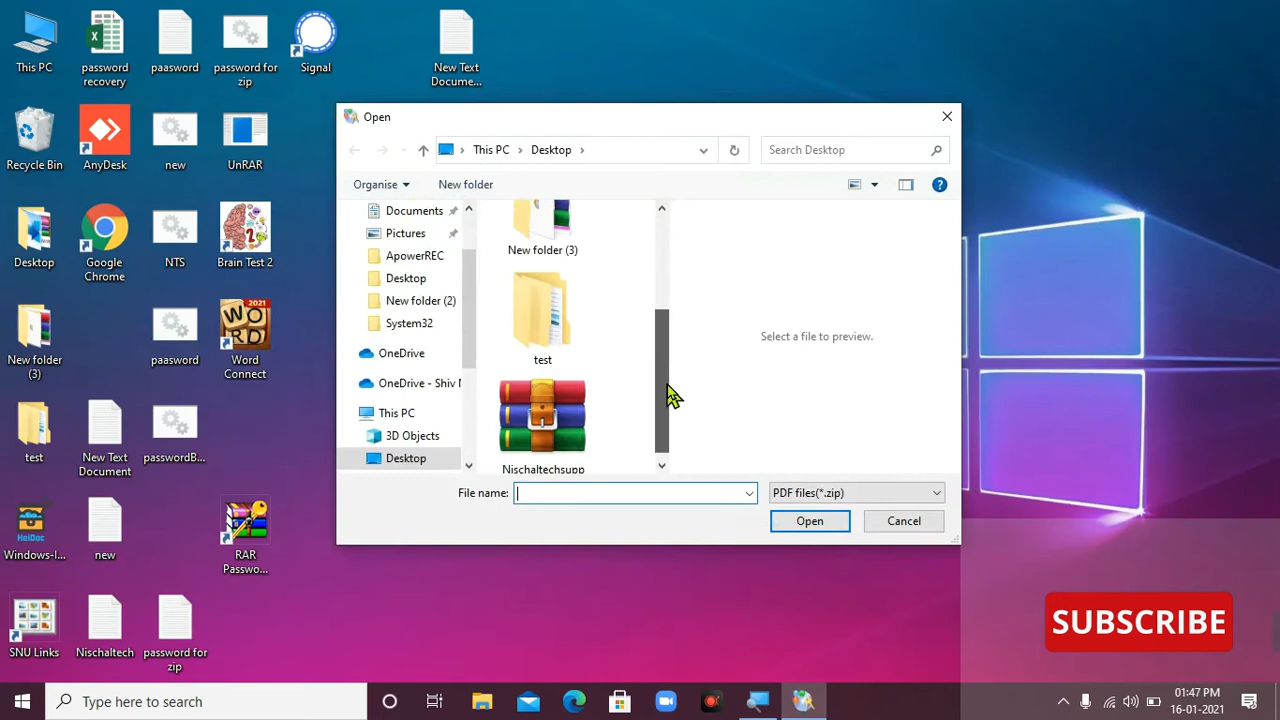 This PC
password
recovery
paasword
password for
zip
Signal
New Text
Docume...
Recycle Bin
AnyDesk
new
UnRAR
Desktop
Google
Chrome
NTS
Brain Test 2
New folder
(3)
paasword
2021
WORD
Word
Connect
test
New Text
Document
passwordB...
HeiDoc
Windows-I...
new
RAR
Passwo...
SNU Links
Nischaltech
password for
zip
Open
This PC
Desktop
Search Desktop
Organise
New folder
Documents
Pictures
ApowerREC
Desktop
New folder (2)
System32
OneDrive
OneDrive - Shiv N
This PC
3D Objects
Desktop
New folder (3)
test
Nischaltechsupp
Select a file to preview.
File name:
PDF files(*.zip)
Open
Cancel
SUBSCRIBE
Type here to search
01:47 PM
16-01-2021